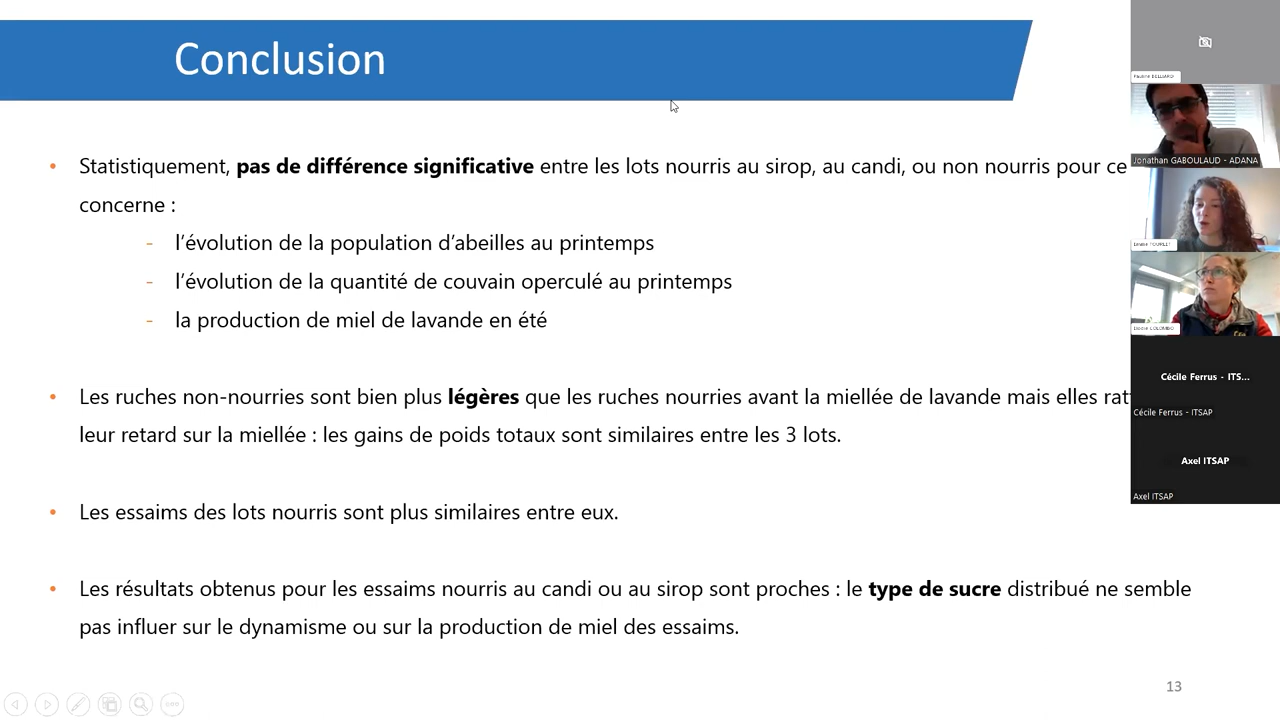 Conclusion
Statistiquement, pas de différence significative entre les lots nourris au sirop, au candi, ou non nourris pour ce
concerne :
- l’évolution de la population d’abeilles au printemps
- l’évolution de la quantité de couvain operculé au printemps
- la production de miel de lavande en été
Les ruches non-nourries sont bien plus légères que les ruches nourries avant la miellée de lavande mais elles
leur retard sur la miellée : les gains de poids totaux sont similaires entre les 3 lots.
Les essaims des lots nourris sont plus similaires entre eux.
Les résultats obtenus pour les essaims nourris au candi ou au sirop sont proches : le type de sucre distribué ne semble
pas influer sur le dynamisme ou sur la production de miel des essaims.
13
Jonathan GABOULAUD - ADANA
Cécile Ferrus - ITS...
Cécile Ferrus - ITSAP
Axel ITSAP
Axel ITSAP